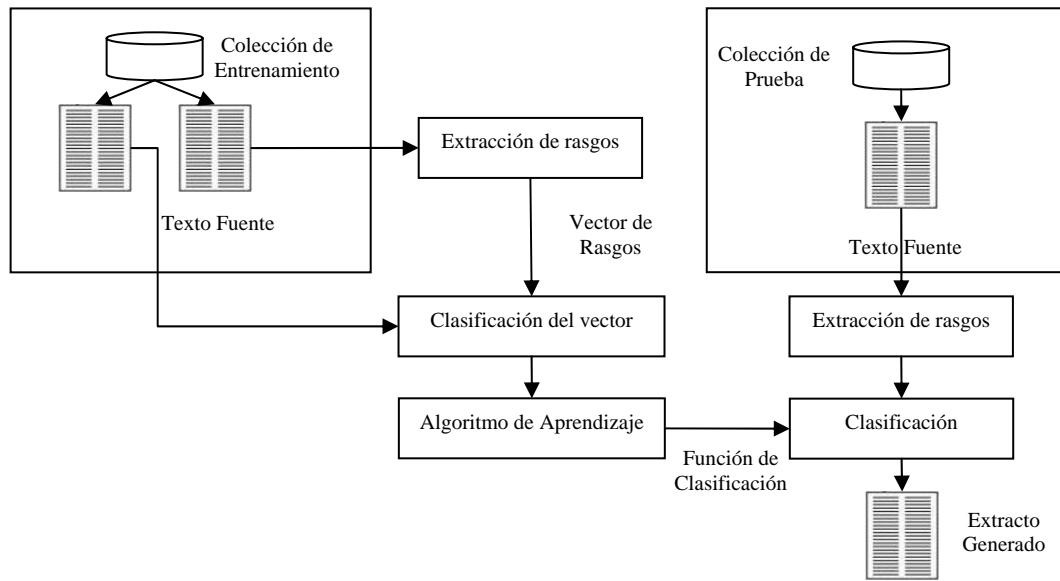 Colección de
Entrenamiento
Texto Fuente
Extracción de rasgos
Vector de
Rasgos
Clasificación del vector
Algoritmo de Aprendizaje
Función de
Clasificación
Colección de
Prueba
Texto Fuente
Extracción de rasgos
Clasificación
Extracto
Generado